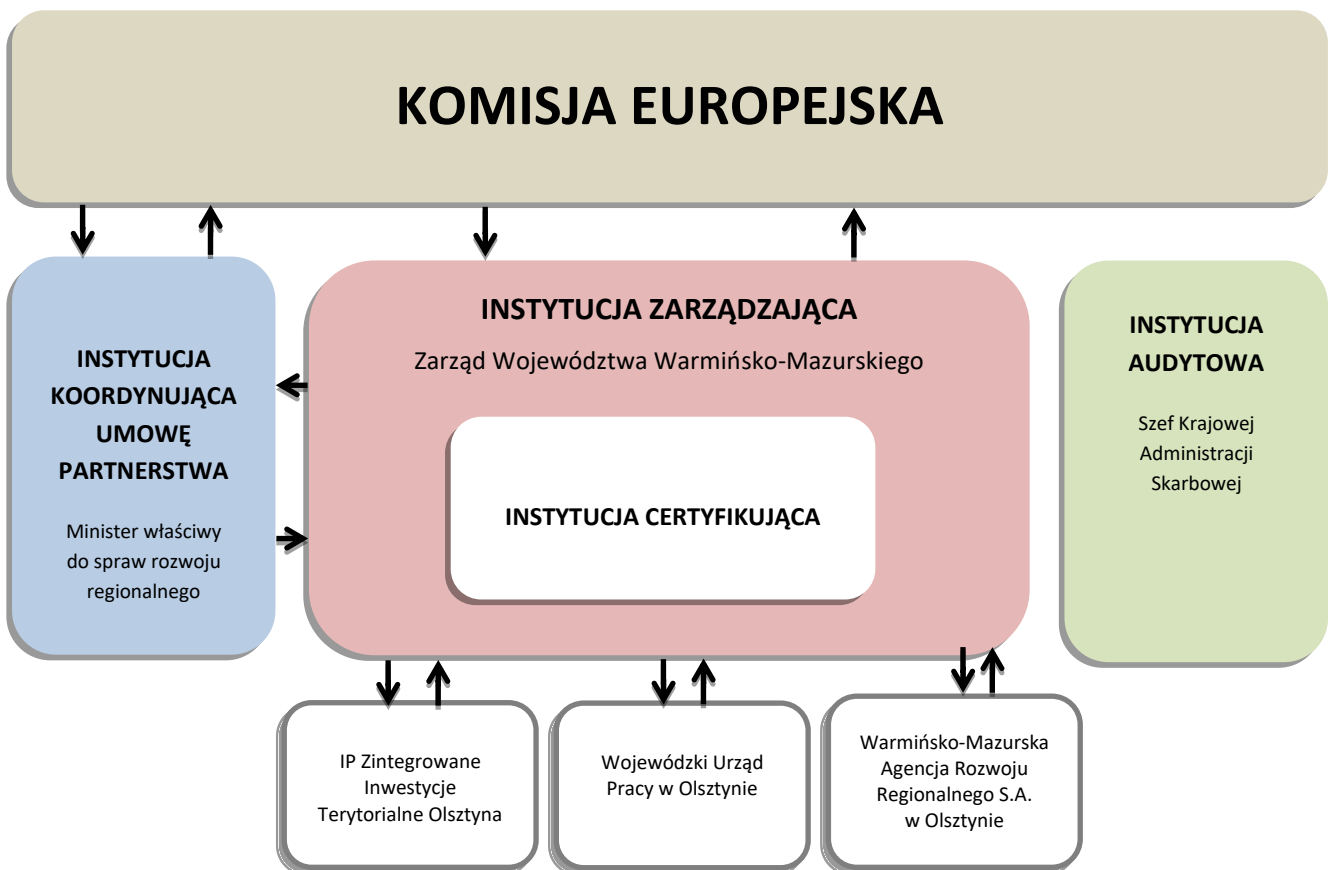 KOMISJA EUROPEJSKA
INSTYTUCJA
KOORDYNUJĄCA
UMOWĘ
PARTNERSTWA
Minister właściwy
do spraw rozwoju
regionalnego
INSTYTUCJA ZARZĄDZAJĄCA
Zarząd Województwa Warmińsko-Mazurskiego
INSTYTUCJA CERTYFIKUJĄCA
INSTYTUCJA
AUDYTOWA
Szef Krajowej
Administracji
Skarbowej
IP Zintegrowane
Inwestycje
Terytorialne Olsztyna
Wojewódzki Urząd
Pracy w Olsztynie
Warmińsko-Mazurska
Agencja Rozwoju
Regionalnego S.A.
w Olsztynie